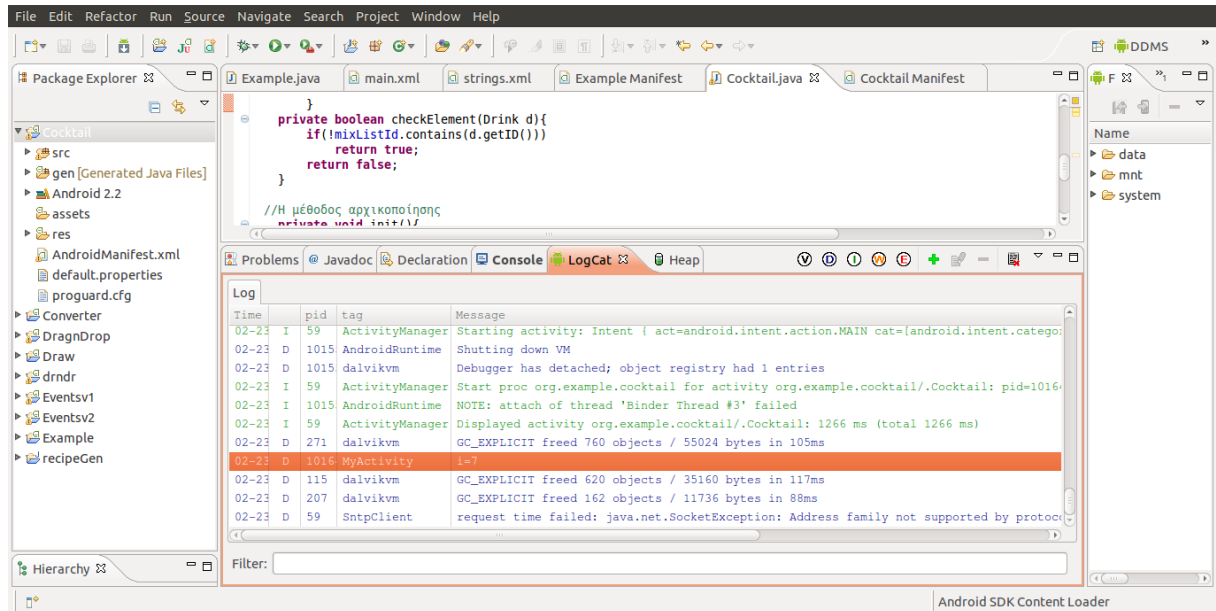 File Edit Refactor Run Source Navigate Search Project Window Help
DDMS »
Package Explorer
Example.java main.xml strings.xml Example Manifest Cocktail.java Cocktail Manifest
F »1
Cocktail
src
gen [Generated Java Files]
Android 2.2
assets
res
AndroidManifest.xml
default.properties
proguard.cfg
Converter
DragnDrop
Draw
drndr
Eventsv1
Eventsv2
Example
recipeGen
Hierarchy
}
private boolean checkElement(Drink d){
if(!mixListId.contains(d.getID()))
return true;
return false;
}
//Η μέθοδος αρχικοποίησης
private void init(){
Problems @ Javadoc Declaration Console LogCat Heap
V D I W E
Log
Time pid tag Message
02-23 I 59 ActivityManager Starting activity: Intent { act=android.intent.action.MAIN cat=[android.intent.categor
02-23 D 1015 AndroidRuntime Shutting down VM
02-23 D 1015 dalvikvm Debugger has detached; object registry had 1 entries
02-23 I 59 ActivityManager Start proc org.example.cocktail for activity org.example.cocktail/.Cocktail: pid=1016
02-23 I 1015 AndroidRuntime NOTE: attach of thread 'Binder Thread #3' failed
02-23 I 59 ActivityManager Displayed activity org.example.cocktail/.Cocktail: 1266 ms (total 1266 ms)
02-23 D 271 dalvikvm GC_EXPLICIT freed 760 objects / 55024 bytes in 105ms
02-23 D 1016 MyActivity i=7
02-23 D 115 dalvikvm GC_EXPLICIT freed 620 objects / 35160 bytes in 117ms
02-23 D 207 dalvikvm GC_EXPLICIT freed 162 objects / 11736 bytes in 88ms
02-23 D 59 SntpClient request time failed: java.net.SocketException: Address family not supported by protoco
Filter:
Name
data
mnt
system
Android SDK Content Loader